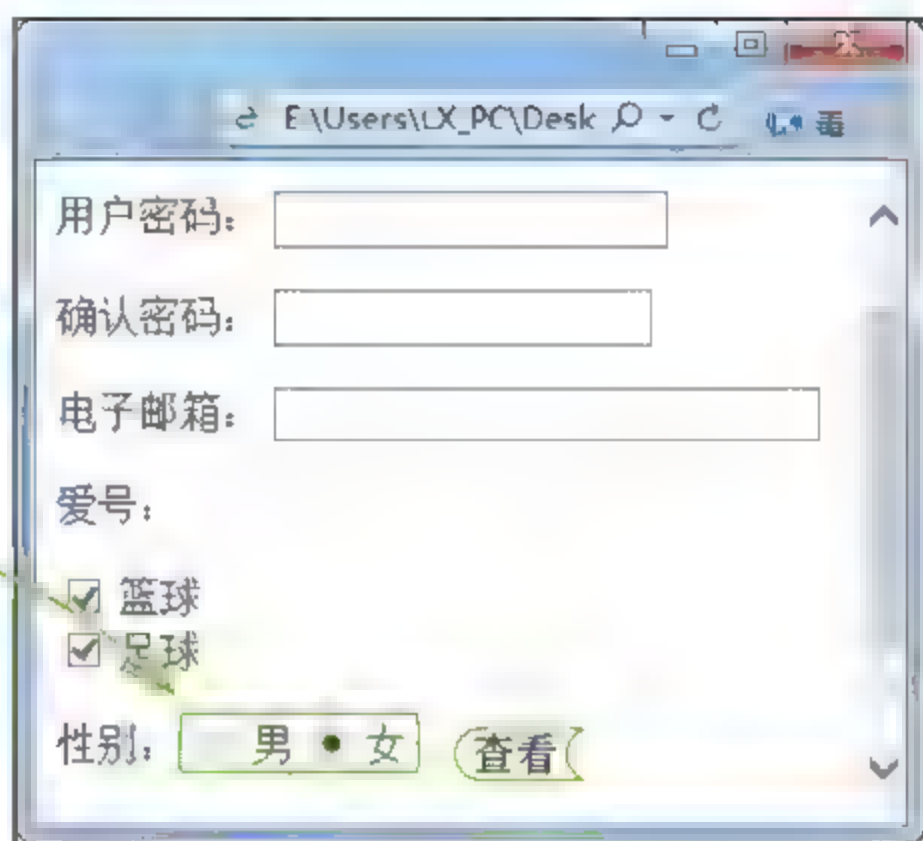 E:\Users\LX_PC\Desk
用户密码：
确认密码：
电子邮箱：
爱号：
篮球
足球
性别： 男 女 查看